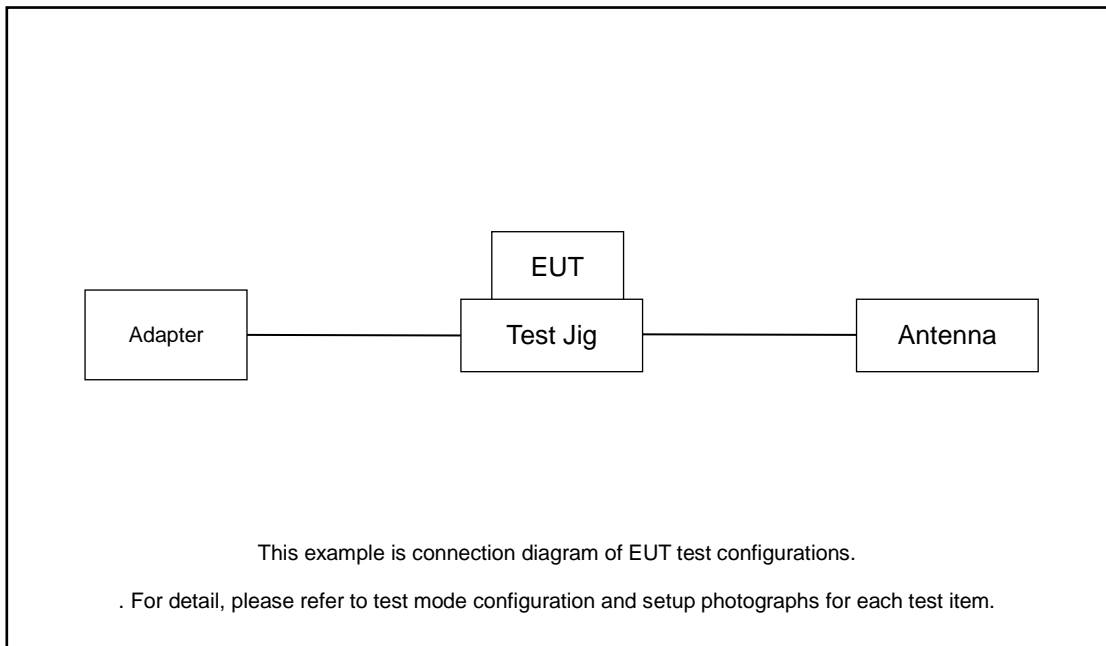 EUT
Adapter
Test Jig
Antenna
This example is connection diagram of EUT test configurations.
. For detail, please refer to test mode configuration and setup photographs for each test item.